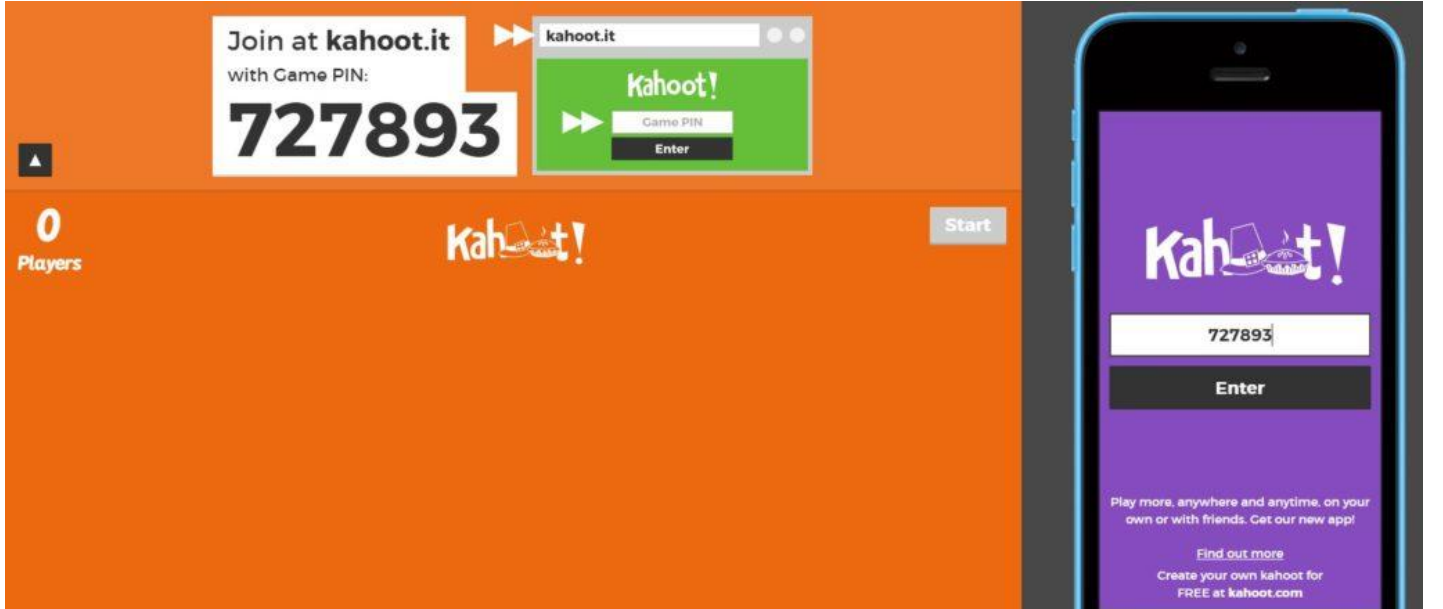 Join at kahoot.it
with Game PIN:
727893
kahoot.it
Kahoot!
Game PIN
Enter
0
Players
Kahoot!
Start
Kahoot!
727893
Enter
Play more, anywhere and anytime, on your
own or with friends. Get our new app!
Find out more
Create your own kahoot for
FREE at kahoot.com